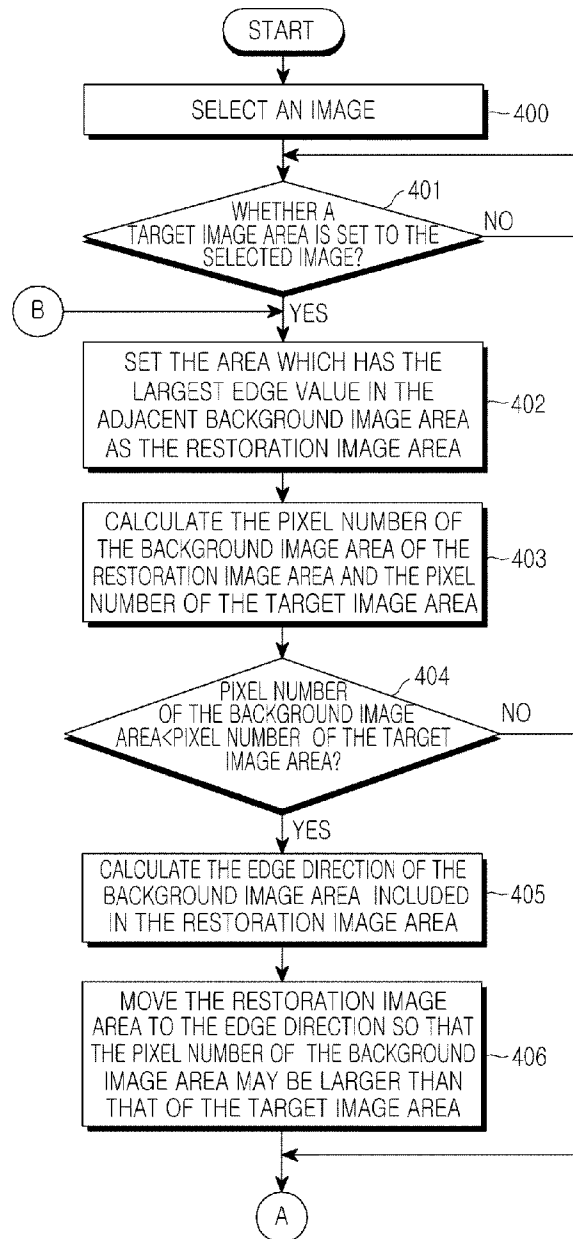 START
SELECT AN IMAGE
400
401
WHETHER A
TARGET IMAGE AREA IS SET TO THE
SELECTED IMAGE?
NO
B
YES
SET THE AREA WHICH HAS THE
LARGEST EDGE VALUE IN THE
ADJACENT BACKGROUND IMAGE AREA
AS THE RESTORATION IMAGE AREA
402
CALCULATE THE PIXEL NUMBER OF
THE BACKGROUND IMAGE AREA OF THE
RESTORATION IMAGE AREA AND THE PIXEL
NUMBER OF THE TARGET IMAGE AREA
403
404
PIXEL NUMBER
OF THE BACKGROUND IMAGE
AREA<PIXEL NUMBER OF THE TARGET
IMAGE AREA?
NO
YES
CALCULATE THE EDGE DIRECTION OF THE
BACKGROUND IMAGE AREA INCLUDED
IN THE RESTORATION IMAGE AREA
405
MOVE THE RESTORATION IMAGE
AREA TO THE EDGE DIRECTION SO THAT
THE PIXEL NUMBER OF THE BACKGROUND
IMAGE AREA MAY BE LARGER THAN
THAT OF THE TARGET IMAGE AREA
406
A